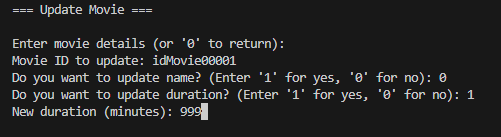 === Update Movie ===
Enter movie details (or '0' to return):
Movie ID to update: idMovie00001
Do you want to update name? (Enter '1' for yes, '0' for no): 0
Do you want to update duration? (Enter '1' for yes, '0' for no): 1
New duration (minutes): 999